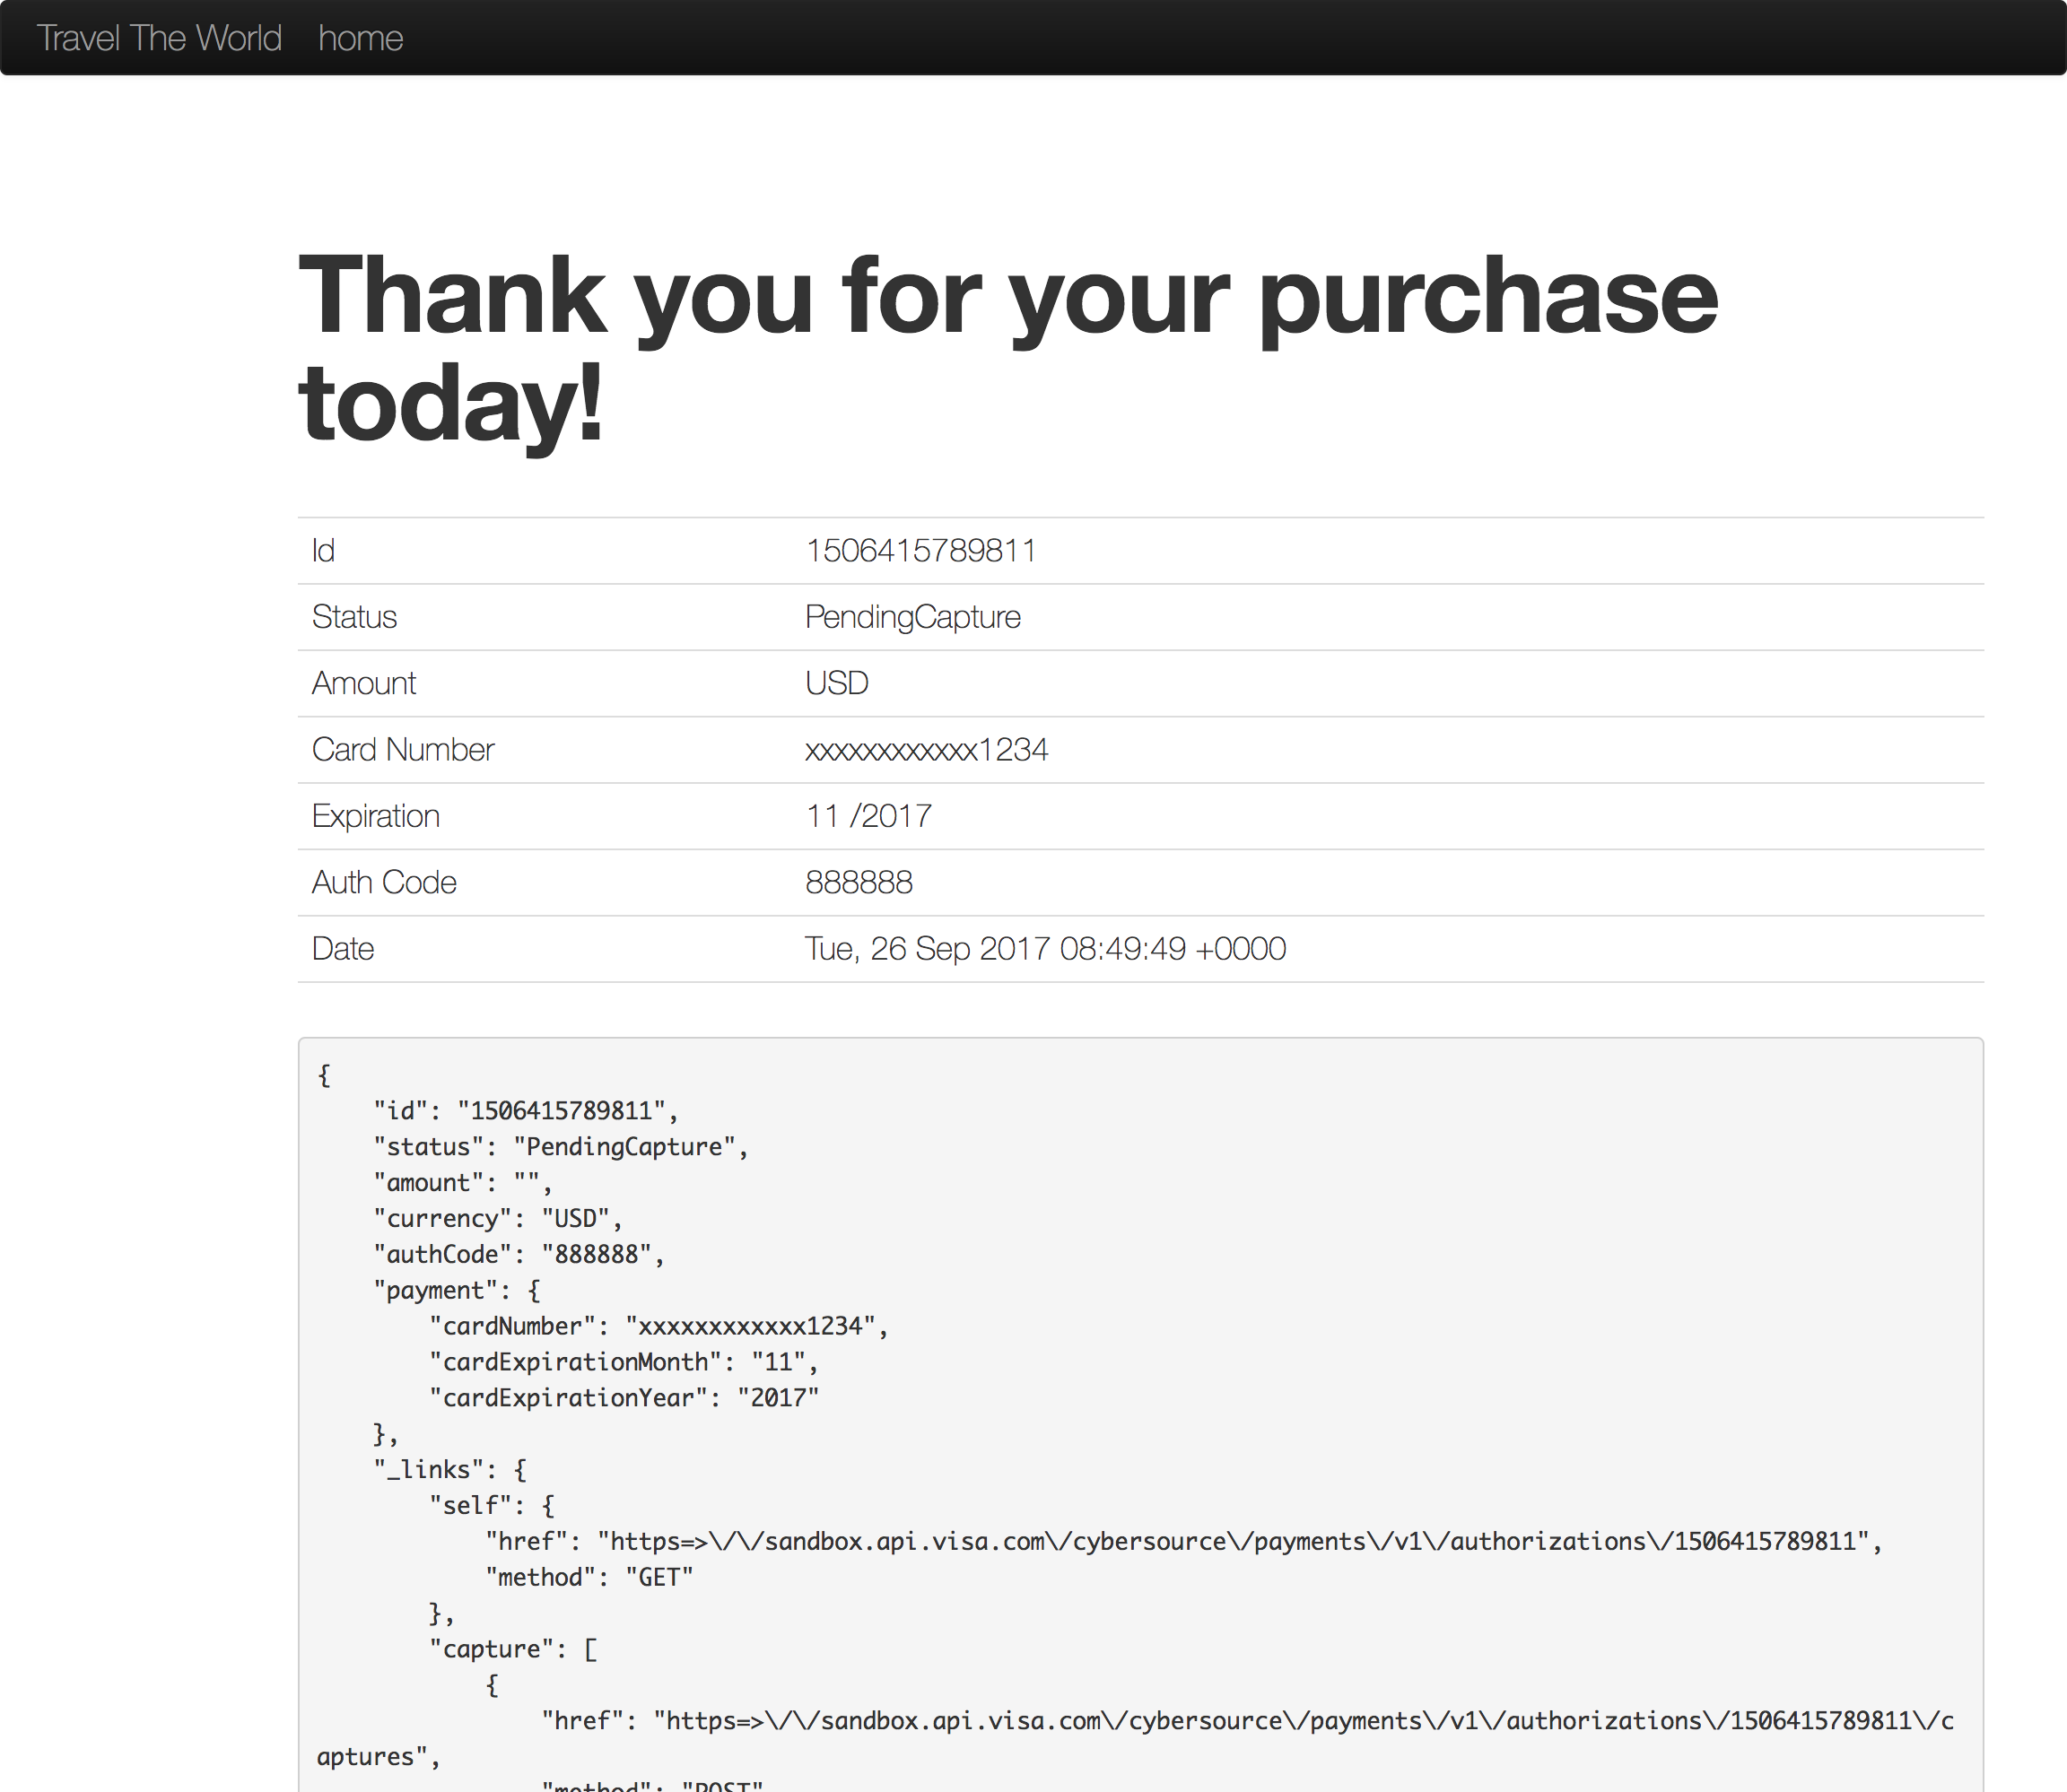 Travel The World home
Thank you for your purchase
today!
Id 1506415789811
Status PendingCapture
Amount USD
Card Number xxxxxxxxxxxx1234
Expiration 11 /2017
Auth Code 888888
Date Tue, 26 Sep 2017 08:49:49 +0000
{
    "id": "1506415789811",
    "status": "PendingCapture",
    "amount": "",
    "currency": "USD",
    "authCode": "888888",
    "payment": {
        "cardNumber": "xxxxxxxxxxxx1234",
        "cardExpirationMonth": "11",
        "cardExpirationYear": "2017"
    },
    "_links": {
        "self": {
            "href": "https=>\/\/sandbox.api.visa.com\/cybersource\/payments\/v1\/authorizations\/1506415789811",
            "method": "GET"
        },
        "capture": [
            {
                "href": "https=>\/\/sandbox.api.visa.com\/cybersource\/payments\/v1\/authorizations\/1506415789811\/c
aptures",
                "method": "POST"